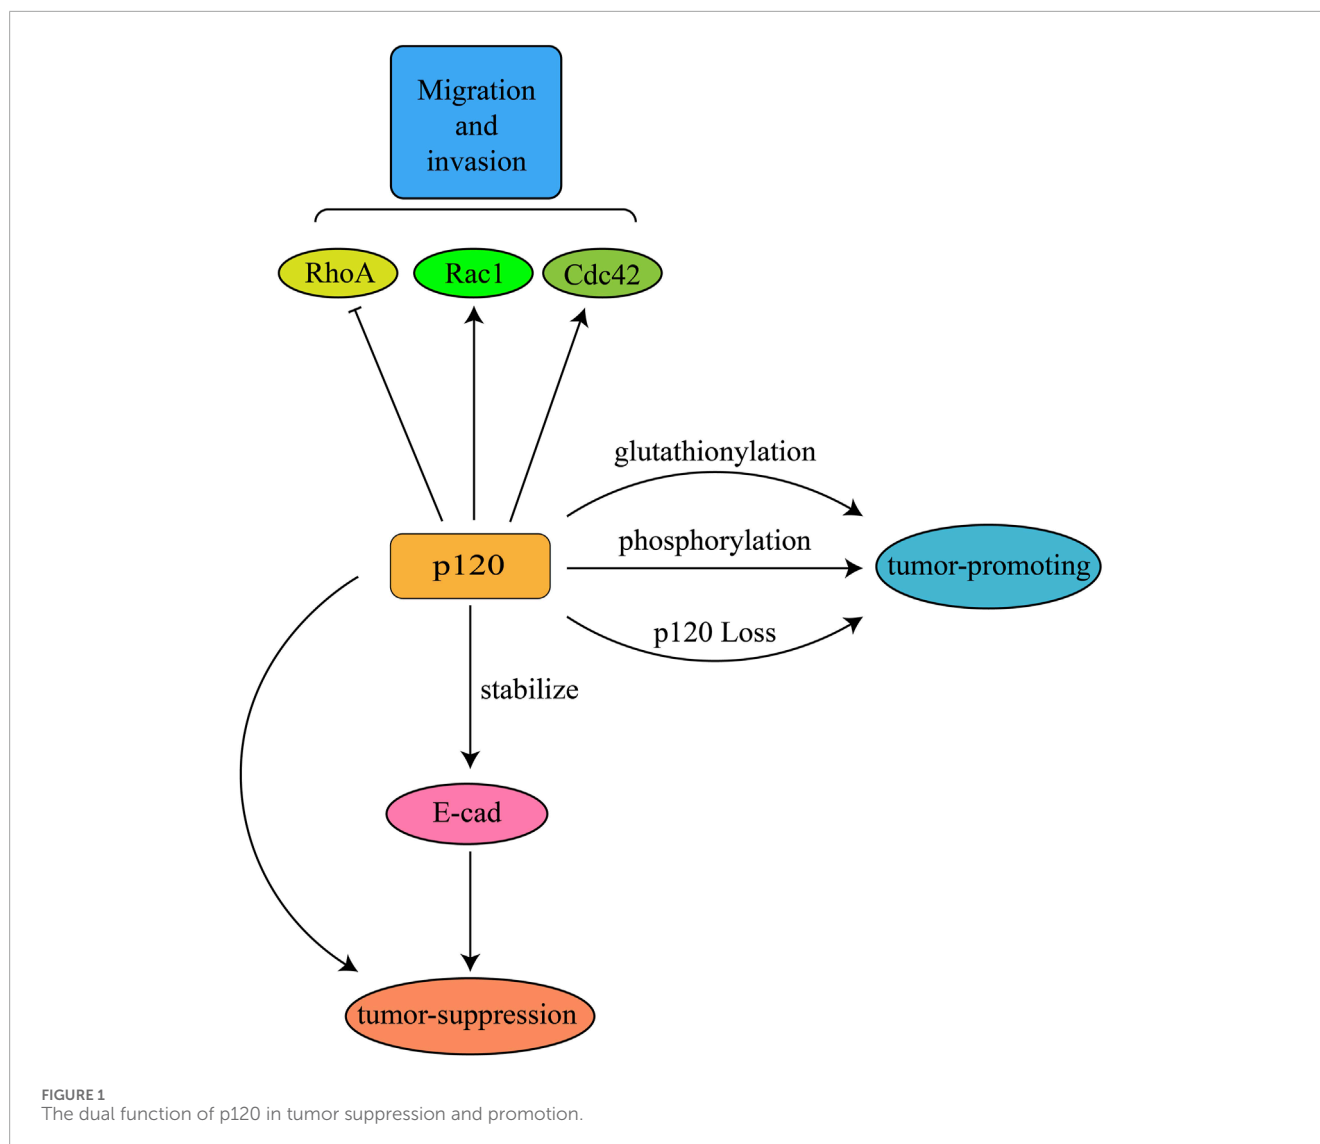 Migration
and
invasion
RhoA
Rac1
Cdc42
glutathionylation
phosphorylation
p120
tumor-promoting
p120 Loss
stabilize
E-cad
tumor-suppression
FIGURE 1
The dual function of p120 in tumor suppression and promotion.